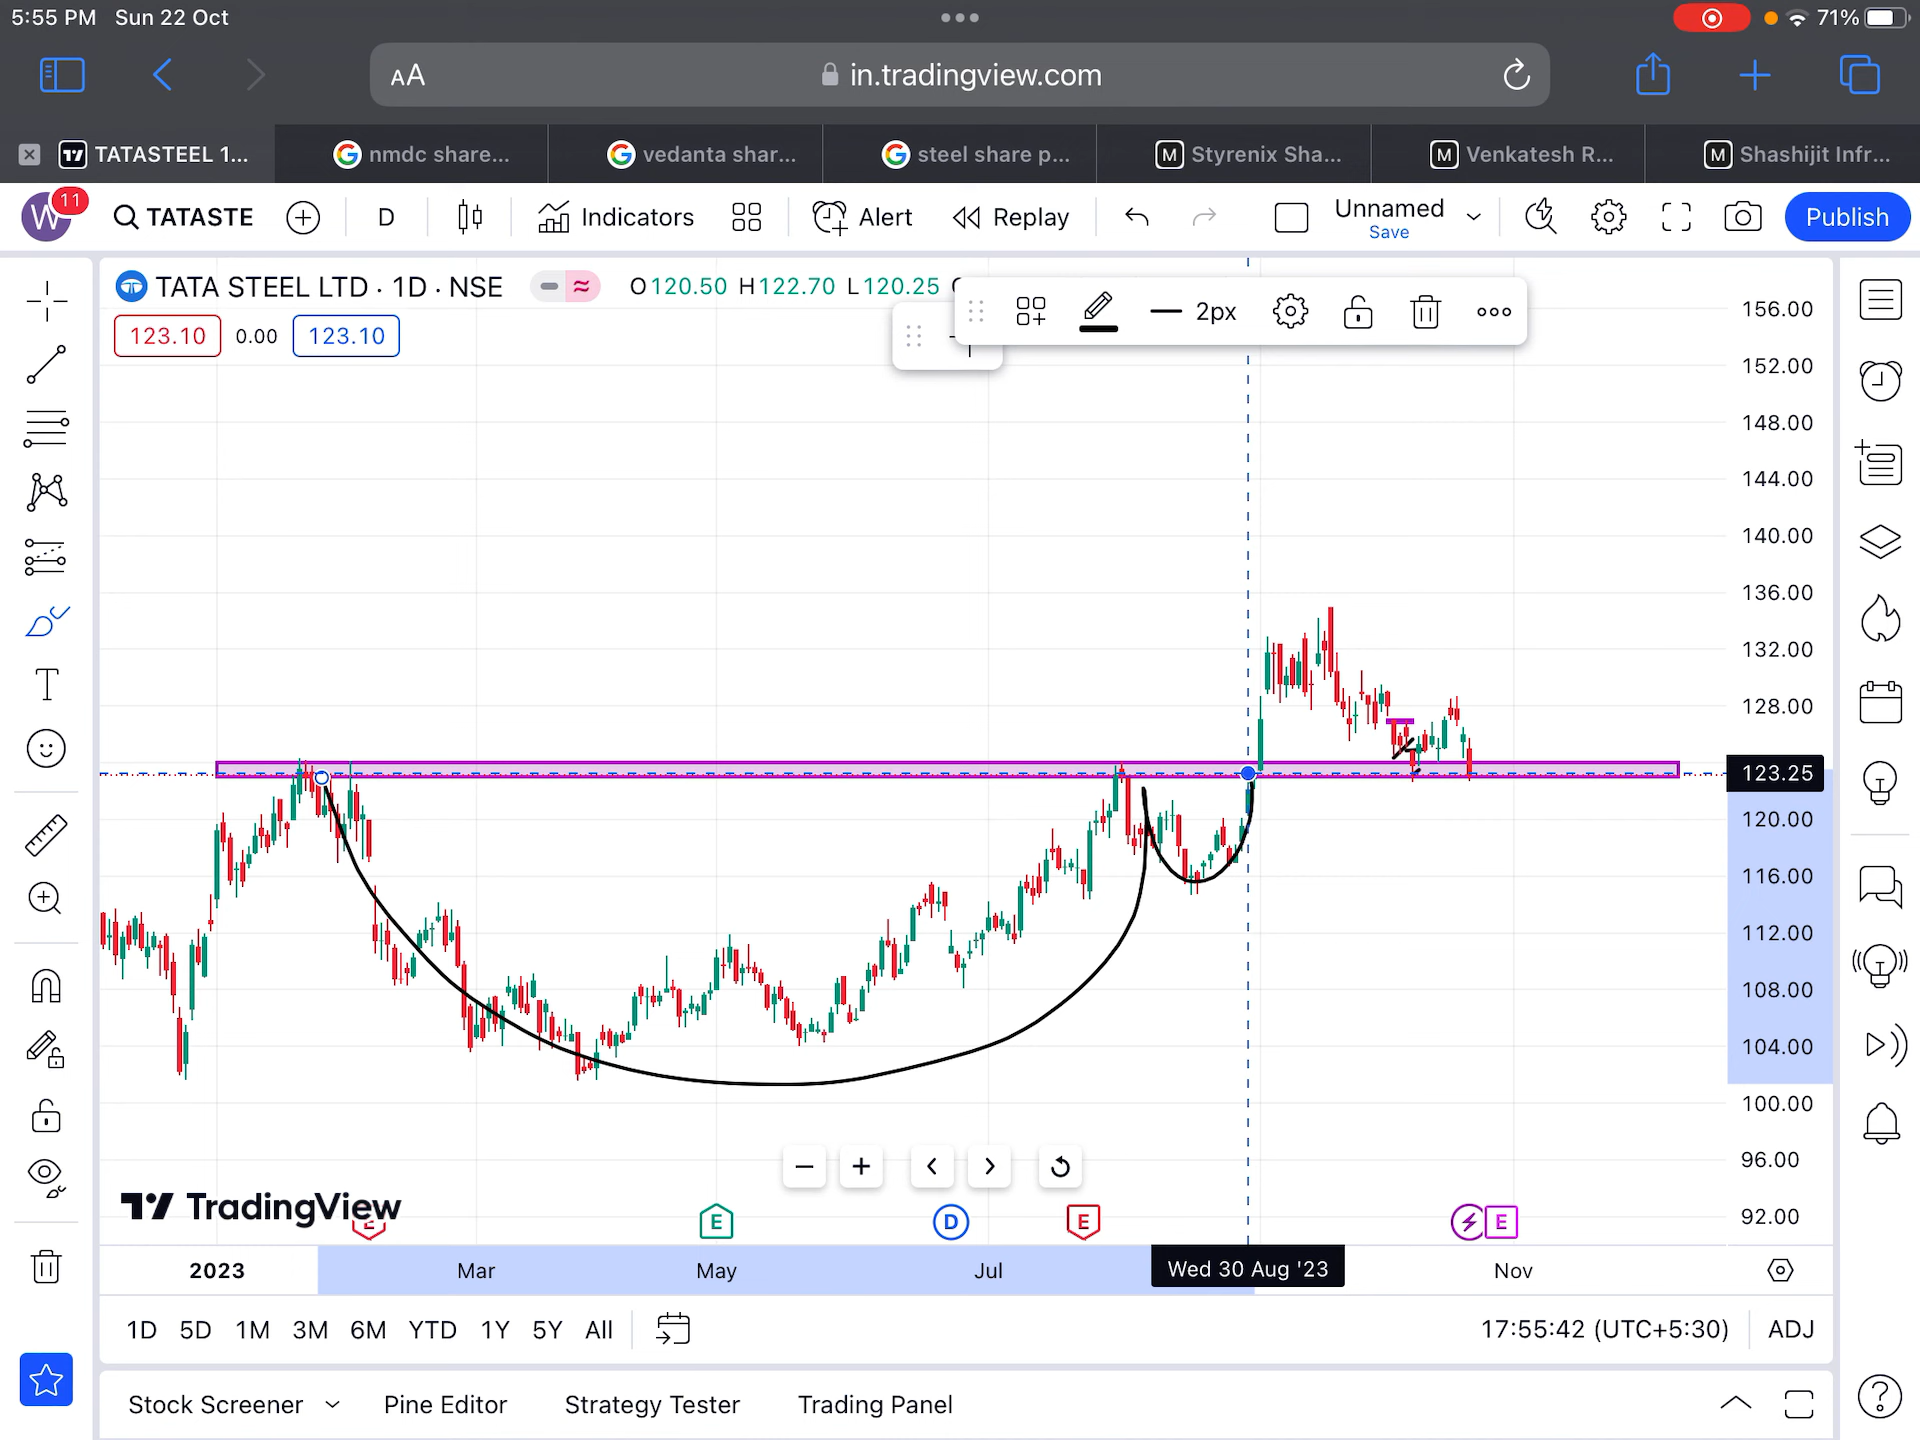 5:55 PM Sun 22 Oct
71%
AA in.tradingview.com
TATASTEEL 1... nmdc share... vedanta shar... steel share p... Styrenix Sha... Venkatesh R... Shashijit Infr...
W 11 TATASTE D Indicators Alert Replay Unnamed Save Publish
TATA STEEL LTD · 1D · NSE O120.50 H122.70 L120.25
2px
123.10 0.00 123.10
156.00
152.00
148.00
144.00
140.00
136.00
132.00
128.00
123.25
120.00
116.00
112.00
108.00
104.00
100.00
96.00
92.00
TradingView
E E D E E
2023 Mar May Jul Wed 30 Aug '23 Nov
1D 5D 1M 3M 6M YTD 1Y 5Y All 17:55:42 (UTC+5:30) ADJ
Stock Screener Pine Editor Strategy Tester Trading Panel